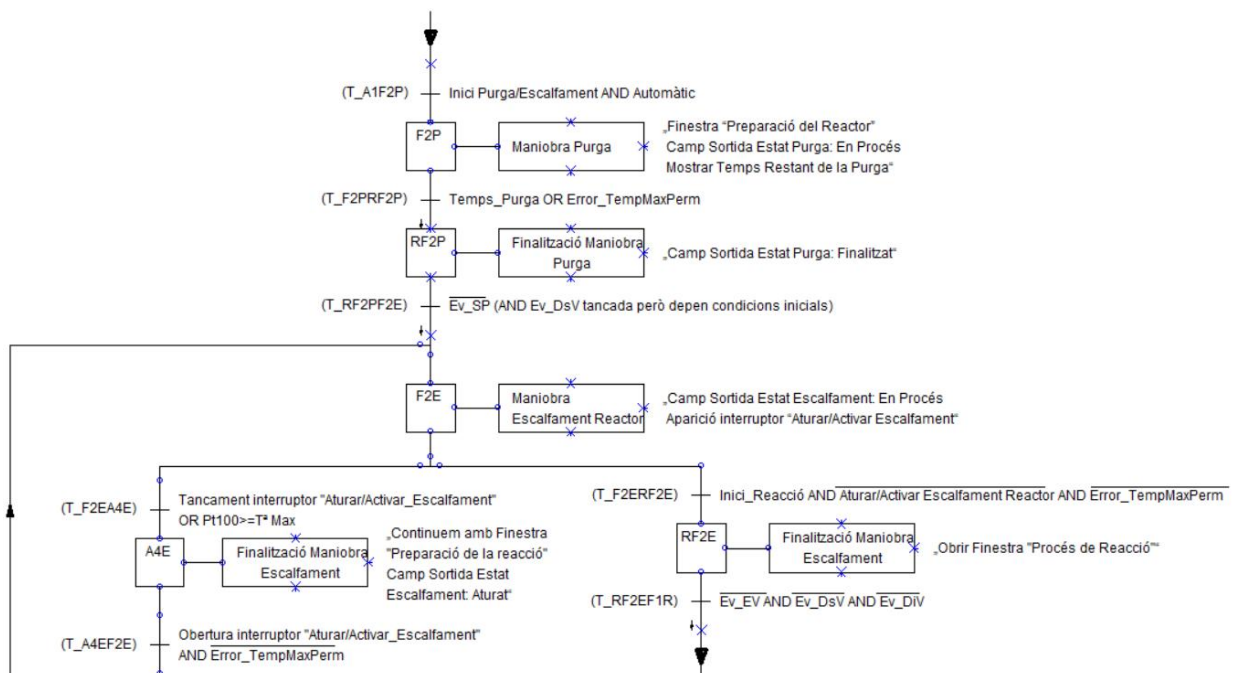 (T_A1F2P) Inici Purga/Escalfament AND Automàtic
F2P
Maniobra Purga
„Finestra “Preparació del Reactor”
Camp Sortida Estat Purga: En Procés
Mostrar Temps Restant de la Purga“
(T_F2PRF2P) Temps_Purga OR Error_TempMaxPerm
RF2P
Finalització Maniobra
Purga
„Camp Sortida Estat Purga: Finalitzat“
(T_RF2PF2E) Ev_SP (AND Ev_DsV tancada però depen condicions inicials)
F2E
Maniobra
Escalfament Reactor
„Camp Sortida Estat Escalfament: En Procés
Aparició interruptor “Aturar/Activar Escalfament“
(T_F2EA4E)
Tancament interruptor "Aturar/Activar_Escalfament"
OR Pt100>=Tª Max
A4E
Finalització Maniobra
Escalfament
„Continuem amb Finestra
"Preparació de la reacció"
Camp Sortida Estat
Escalfament: Aturat“
(T_A4EF2E)
Obertura interruptor "Aturar/Activar_Escalfament"
AND Error_TempMaxPerm
(T_F2ERF2E) Inici_Reacció AND Aturar/Activar Escalfament Reactor AND Error_TempMaxPerm
RF2E
Finalització Maniobra
Escalfament
„Obrir Finestra "Procés de Reacció"“
(T_RF2EF1R) Ev_EV AND Ev_DsV AND Ev_DiV